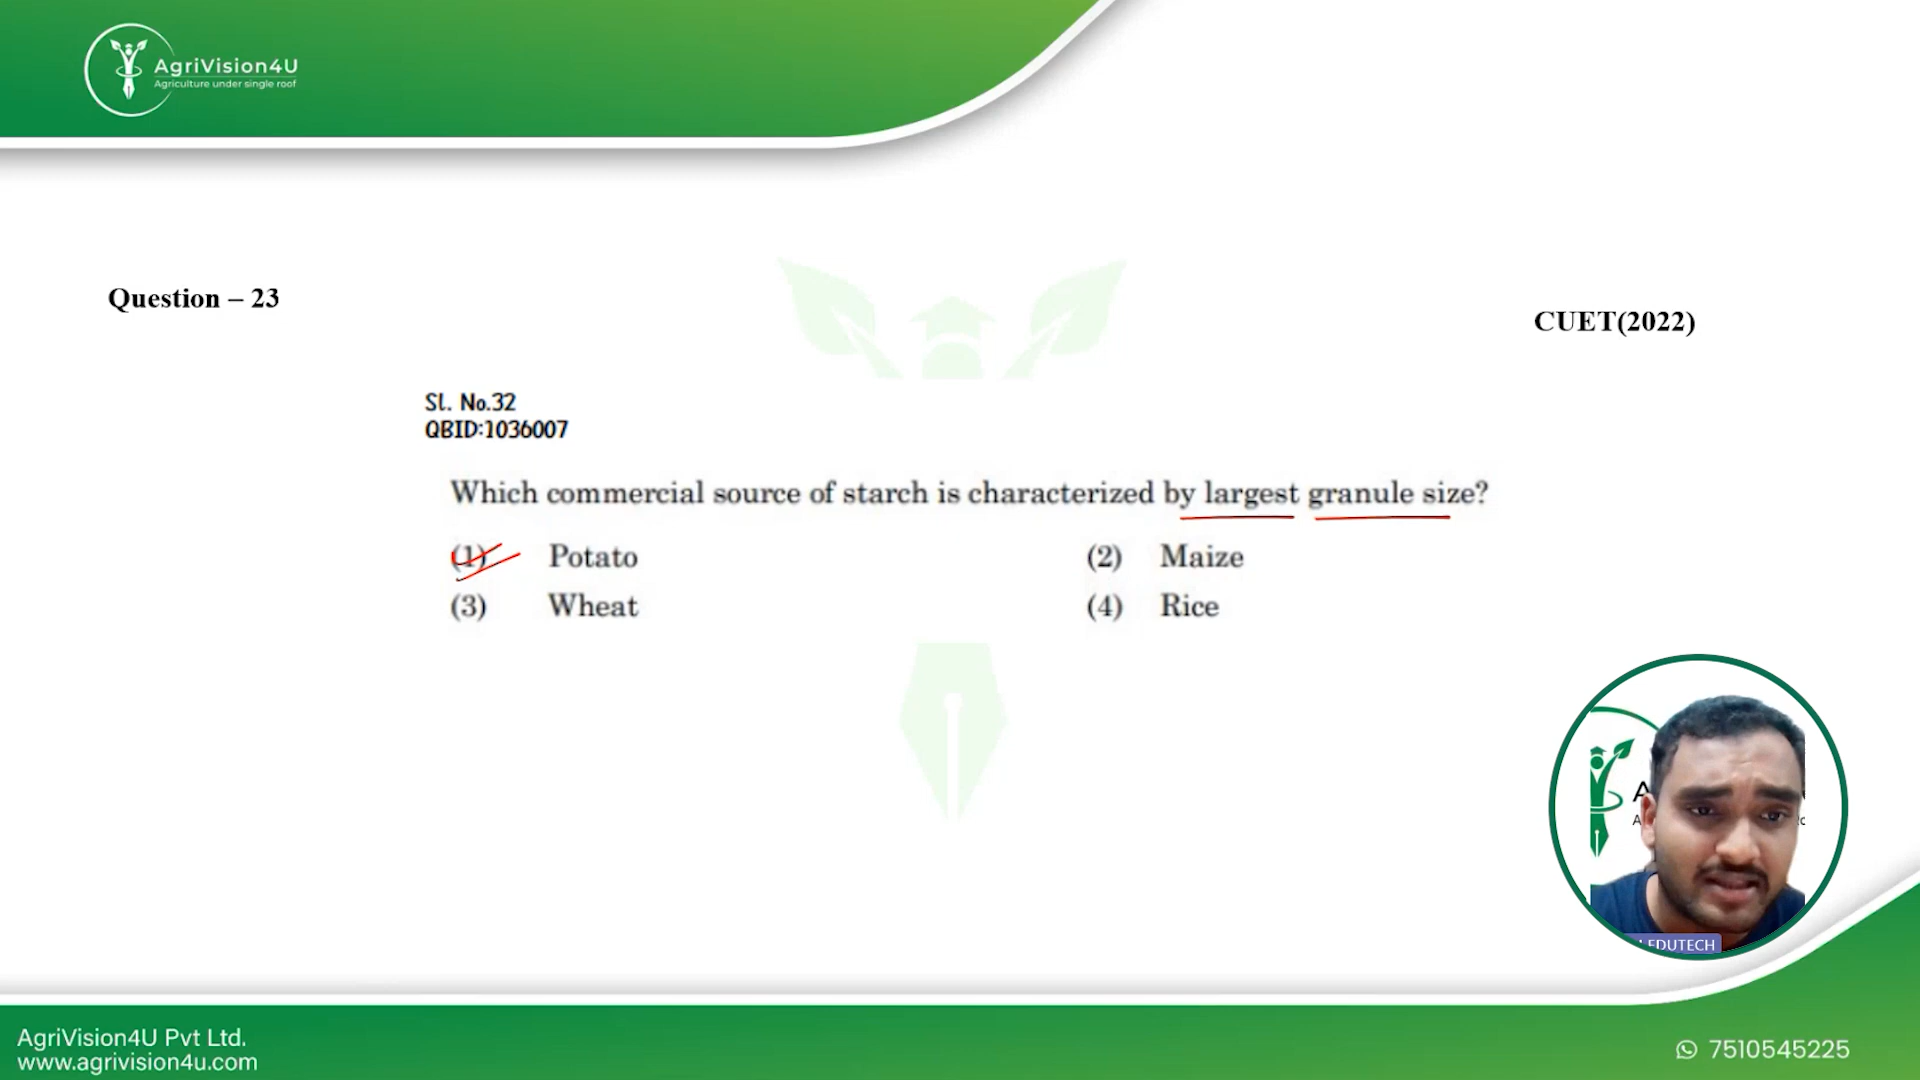 AgriVision4U
Agriculture under single roof
Question – 23
CUET(2022)
Sl. No.32
QBID:1036007
Which commercial source of starch is characterized by largest granule size?
(1) Potato (2) Maize
(3) Wheat (4) Rice
EDUTECH
AgriVision4U Pvt Ltd.
www.agrivision4u.com
7510545225